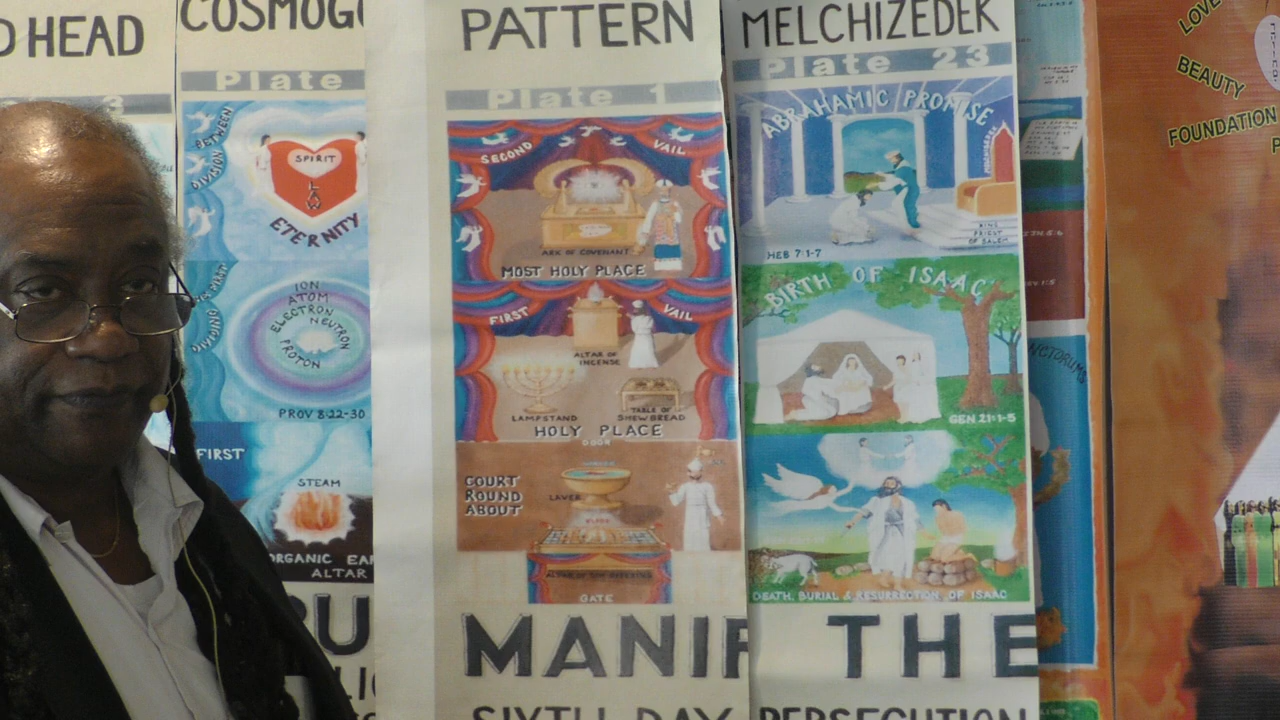 D HEAD
3
COSMOG
Plate
BETWEEN
DIVISION
SPIRIT
LAW
ETERNITY
ION
ATOM
ELECTRON
NEUTRON
PROTON
PROV 8:22-30
FIRST
STEAM
ORGANIC EAR
ALTAR
PATTERN
Plate 1
SECOND VAIL
ARK OF COVENANT
MOST HOLY PLACE
FIRST VAIL
ALTAR OF
INCENSE
LAMPSTAND
TABLE OF
SHEWBREAD
HOLY PLACE
DOOR
COURT
ROUND
ABOUT
LAVER
GATE
MANIF
SIXTH DAY
MELCHIZEDEK
Plate 23
ABRAHAMIC PROMISE
KING
PRIEST
OF SALEM
HEB 7:1-7
BIRTH OF ISAAC
GEN 21:1-5
DEATH, BURIAL & RESURRECTION OF ISAAC
THE
PERSECUTION
LOVE
BEAUTY
FOUNDATION